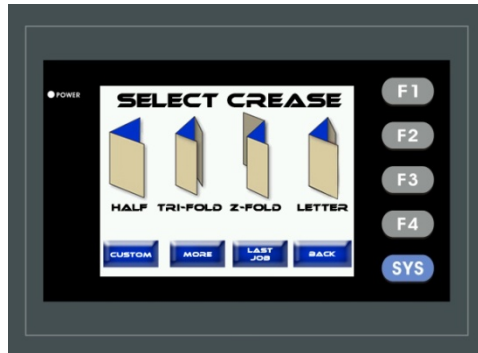 POWER
SELECT CREASE
HALF TRI-FOLD Z-FOLD LETTER
CUSTOM MORE LAST JOB BACK
F1
F2
F3
F4
SYS